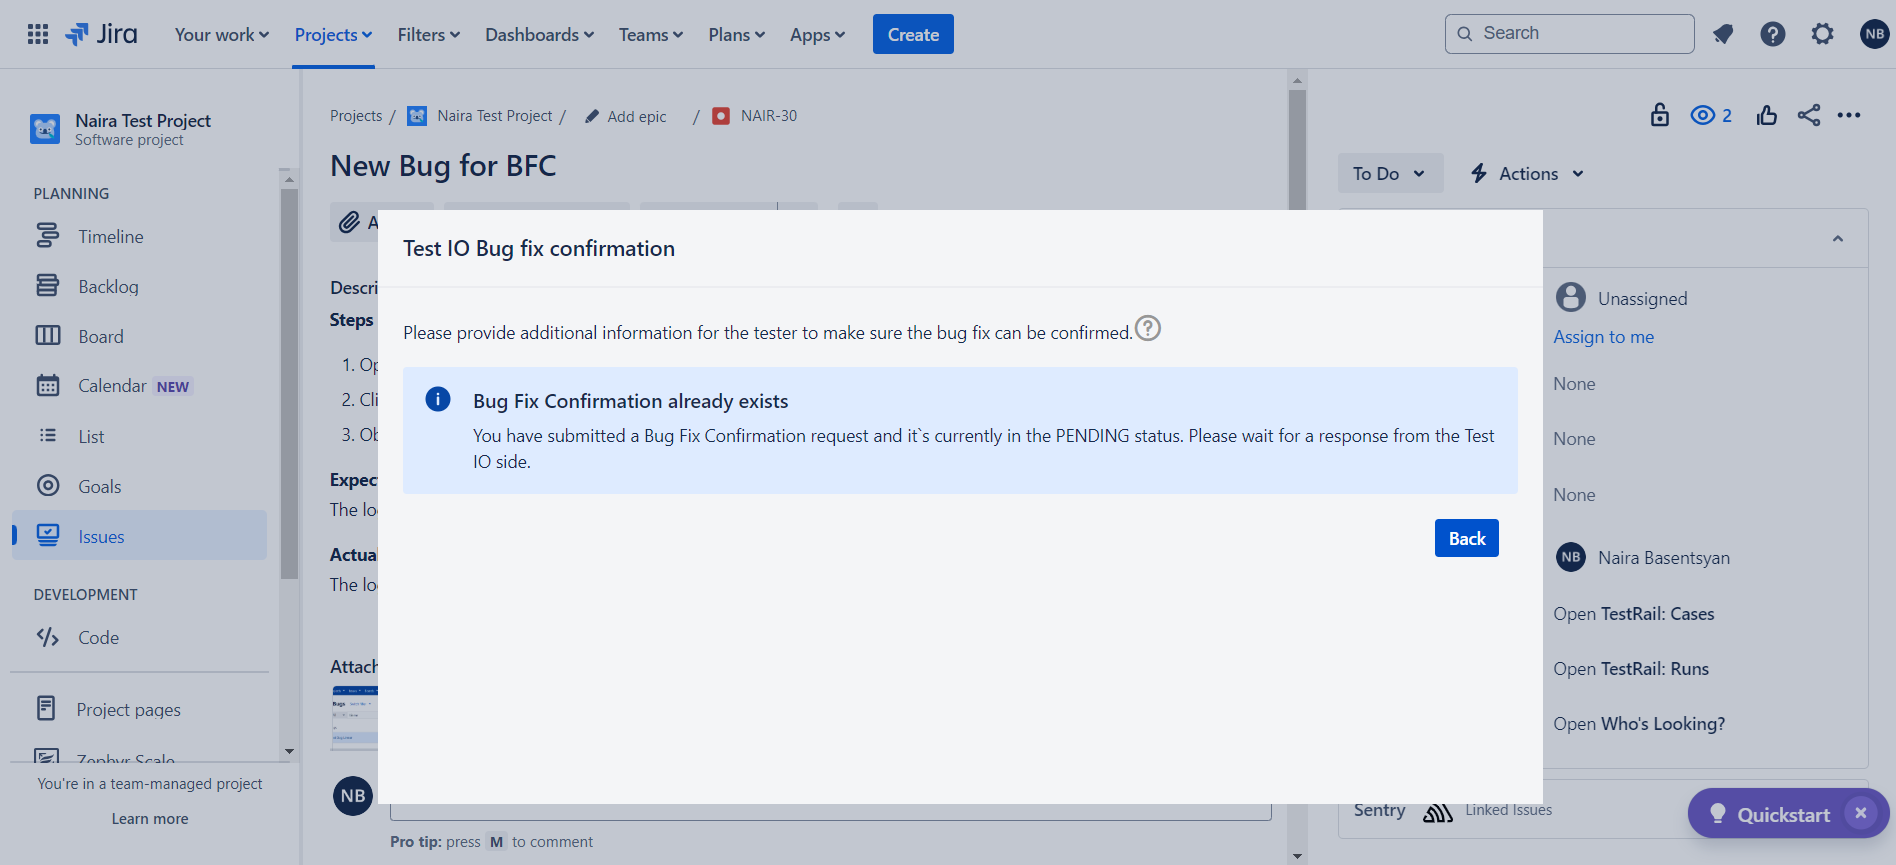 Jira
Your work
Projects
Filters
Dashboards
Teams
Plans
Apps
Create
Search
NB
Naira Test Project
Software project
PLANNING
Timeline
Backlog
Board
Calendar NEW
List
Goals
Issues
DEVELOPMENT
Code
Project pages
Zephyr Scale
You're in a team-managed project
Learn more
Projects / Naira Test Project / Add epic / NAIR-30
New Bug for BFC
A
Descri
Steps
1. Op
2. Cli
3. Ob
Expec
The lo
Actua
The lo
Attach
Bugs
NB
Pro tip: press M to comment
Test IO Bug fix confirmation
Please provide additional information for the tester to make sure the bug fix can be confirmed.
Bug Fix Confirmation already exists
You have submitted a Bug Fix Confirmation request and it`s currently in the PENDING status. Please wait for a response from the Test
IO side.
Back
2
To Do
Actions
Unassigned
Assign to me
None
None
None
NB Naira Basentsyan
Open TestRail: Cases
Open TestRail: Runs
Open Who's Looking?
Sentry Linked Issues
Quickstart